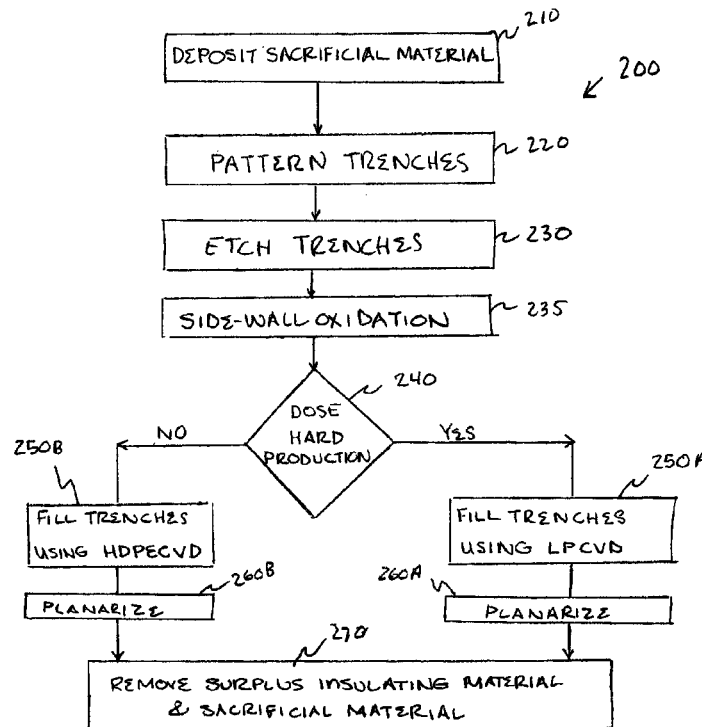 210
DEPOSIT SACRIFICIAL MATERIAL
200
PATTERN TRENCHES
220
ETCH TRENCHES
230
SIDE-WALL OXIDATION
235
240
DOSE
HARD
PRODUCTION
NO
YES
250B
250A
FILL TRENCHES
USING HDPECVD
FILL TRENCHES
USING LPCVD
260B
260A
PLANARIZE
PLANARIZE
270
REMOVE SURPLUS INSULATING MATERIAL
& SACRIFICIAL MATERIAL